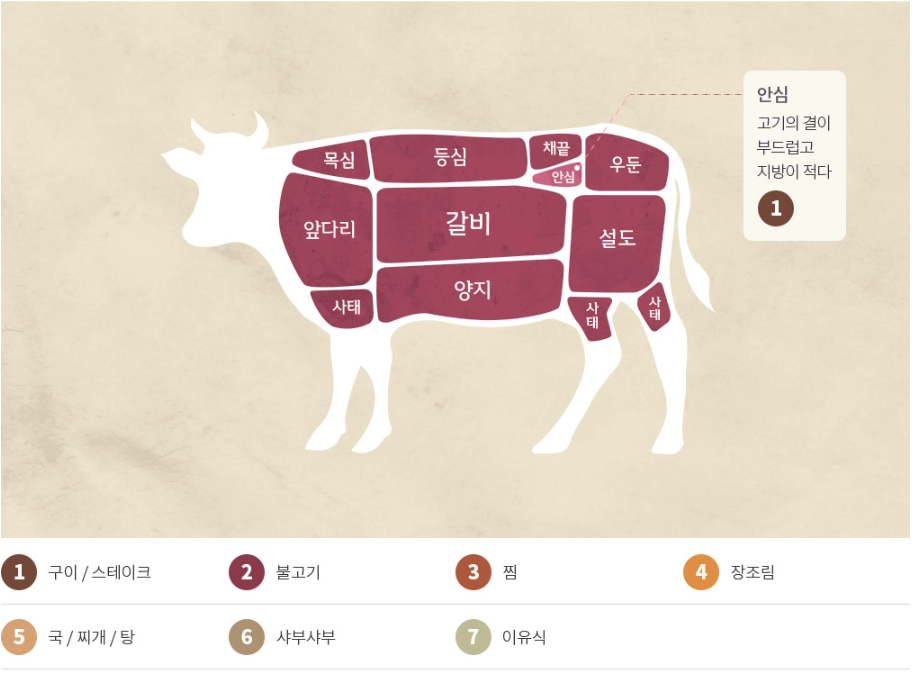 안심
고기의 결이
부드럽고
지방이 적다
1
목심
등심
채끝
안심
우둔
앞다리
갈비
설도
사태
양지
사
태
사
태
1 구이 / 스테이크
2 불고기
3 찜
4 장조림
5 국 / 찌개 / 탕
6 샤부샤부
7 이유식